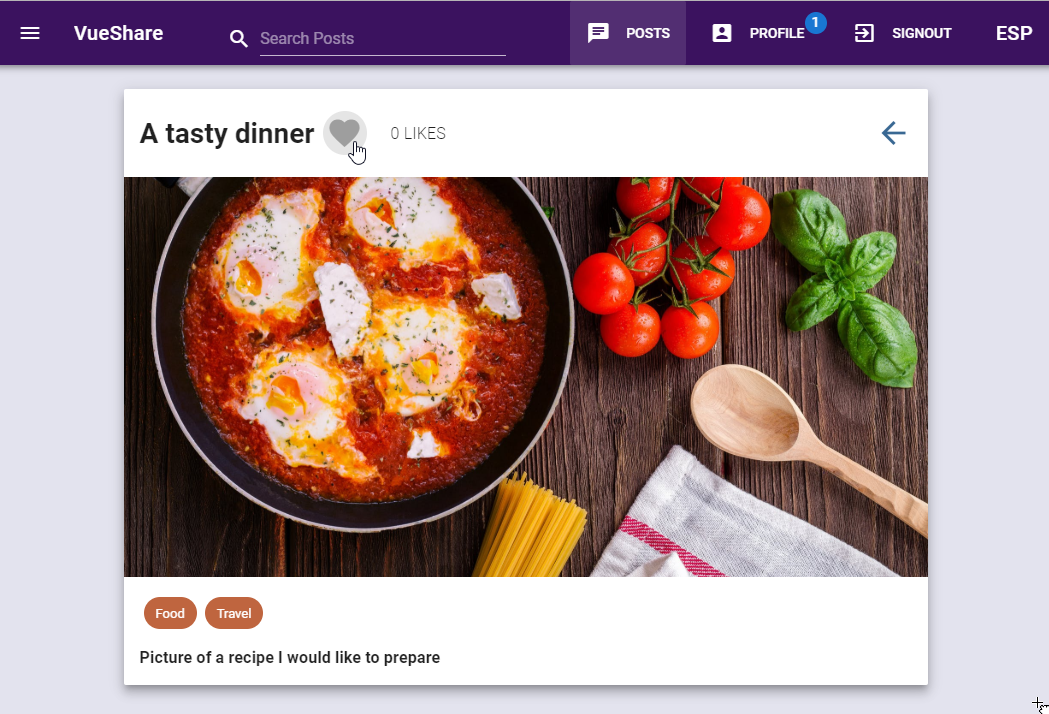 VueShare
Search Posts
POSTS
PROFILE
1
SIGNOUT
ESP
A tasty dinner
0 LIKES
Food
Travel
Picture of a recipe I would like to prepare